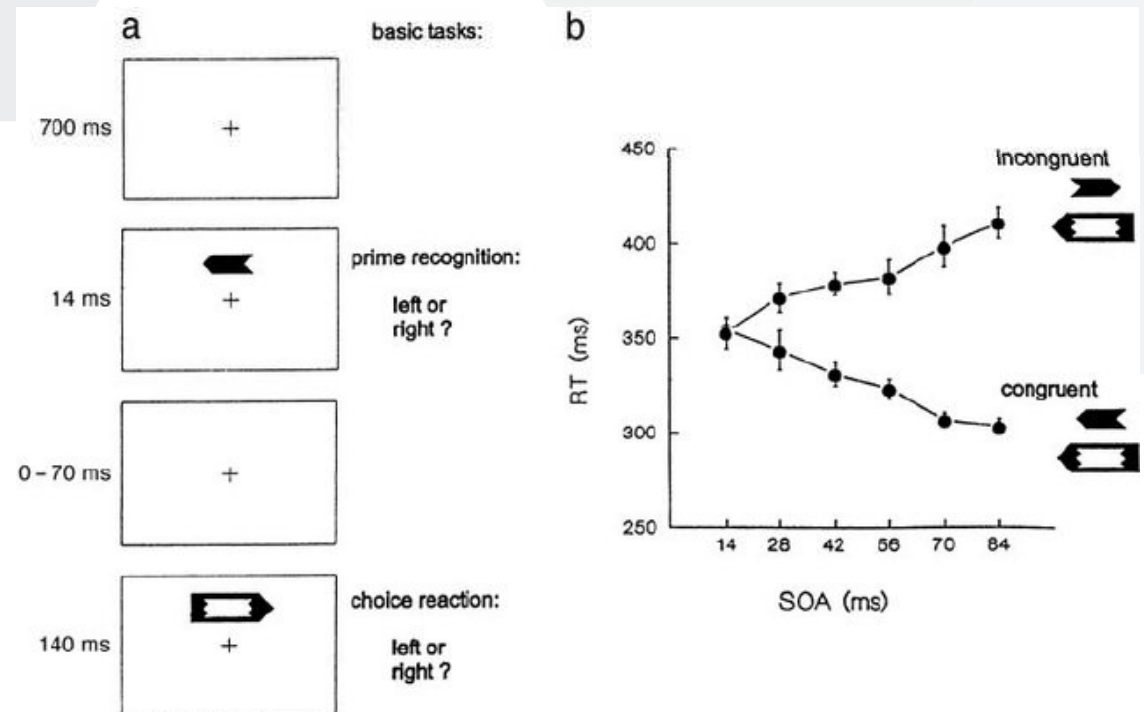 a
basic tasks:
700 ms
prime recognition:
14 ms
left or
right ?
0-70 ms
choice reaction:
140 ms
left or
right ?
b
450
400
350
300
250
RT (ms)
14 28 42 56 70 84
SOA (ms)
incongruent
congruent